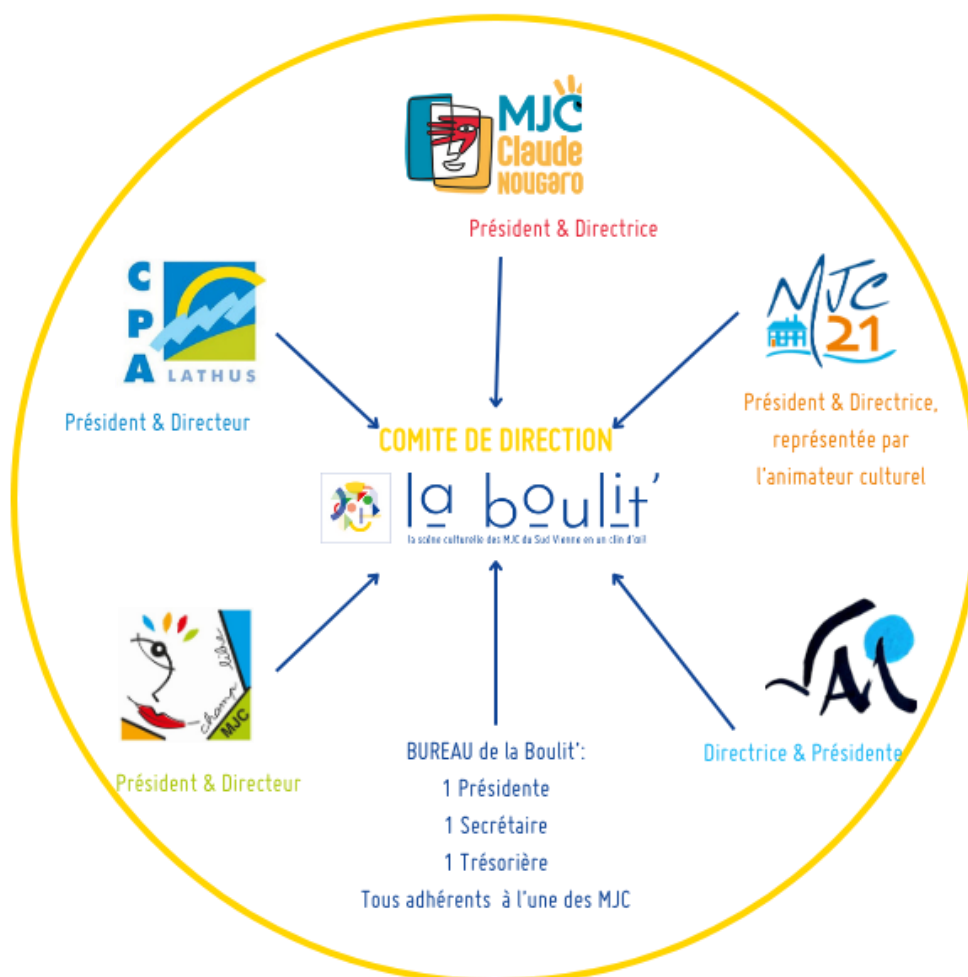 MJC
Claude
NOUGARO
Président & Directrice
C
P
A
LATHUS
Président & Directeur
MJC
21
Président & Directrice,
représentée par
l'animateur culturel
COMITE DE DIRECTION
la boulit'
la scène culturelle des MJC du Sud Vienne en un clin d'œil
champ libre
MJC
Président & Directeur
BUREAU de la Boulit':
1 Présidente
1 Secrétaire
1 Trésorière
Tous adhérents à l'une des MJC
Directrice & Présidente